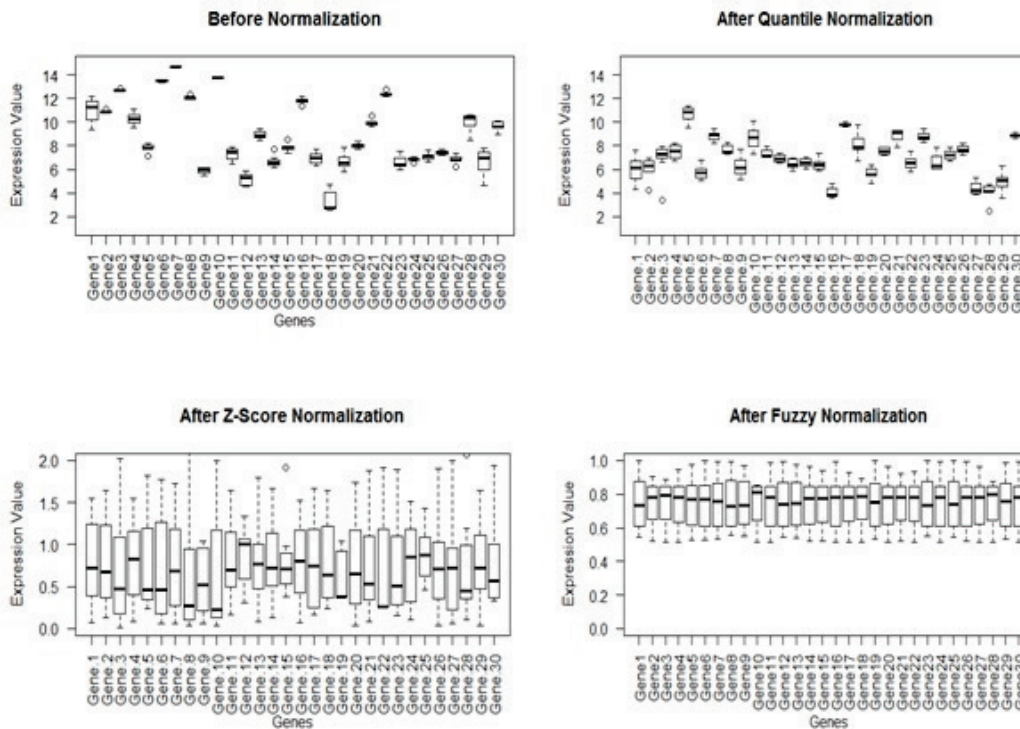 Before Normalization
Expression Value
14
12
10
8
6
4
2
Gene1
Gene2
Gene3
Gene4
Gene5
Gene6
Gene7
Gene8
Gene9
Gene10
Gene11
Gene12
Gene13
Gene14
Gene15
Gene16
Gene17
Gene18
Gene19
Gene20
Gene21
Gene22
Gene23
Gene24
Gene25
Gene26
Gene27
Gene28
Gene29
Gene30
Genes
After Quantile Normalization
Expression Value
14
12
10
8
6
4
2
Gene.1
Gene.2
Gene.3
Gene.4
Gene.5
Gene.6
Gene.7
Gene.8
Gene.9
Gene.10
Gene.11
Gene.12
Gene.13
Gene.14
Gene.15
Gene.16
Gene.17
Gene.18
Gene.19
Gene.20
Gene.21
Gene.22
Gene.23
Gene.24
Gene.25
Gene.26
Gene.27
Gene.28
Gene.29
Gene.30
After Z-Score Normalization
Expression Value
2.0
1.5
1.0
0.5
0.0
Gene.1
Gene.2
Gene.3
Gene.4
Gene.5
Gene.6
Gene.7
Gene.8
Gene.9
Gene.10
Gene.11
Gene.12
Gene.13
Gene.14
Gene.15
Gene.16
Gene.17
Gene.18
Gene.19
Gene.20
Gene.21
Gene.22
Gene.23
Gene.24
Gene.25
Gene.26
Gene.27
Gene.28
Gene.29
Gene.30
Genes
After Fuzzy Normalization
Expression Value
1.0
0.8
0.6
0.4
0.2
0.0
Gene1
Gene2
Gene3
Gene4
Gene5
Gene6
Gene7
Gene8
Gene9
Gene10
Gene11
Gene12
Gene13
Gene14
Gene15
Gene16
Gene17
Gene18
Gene19
Gene20
Gene21
Gene22
Gene23
Gene24
Gene25
Gene26
Gene27
Gene28
Gene29
Gene30
Genes